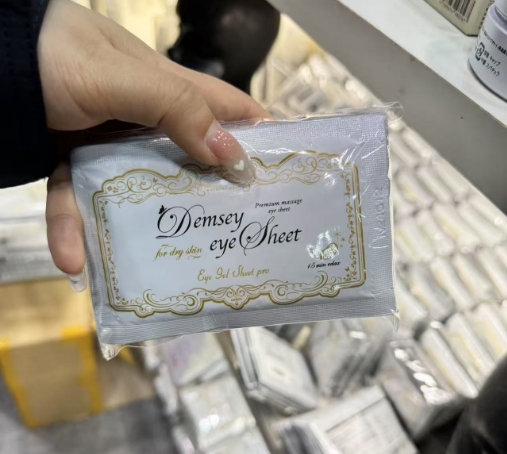 Premium massage
eye sheet
Demsey
eye Sheet
for dry skin
Eye Gel Sheet pro